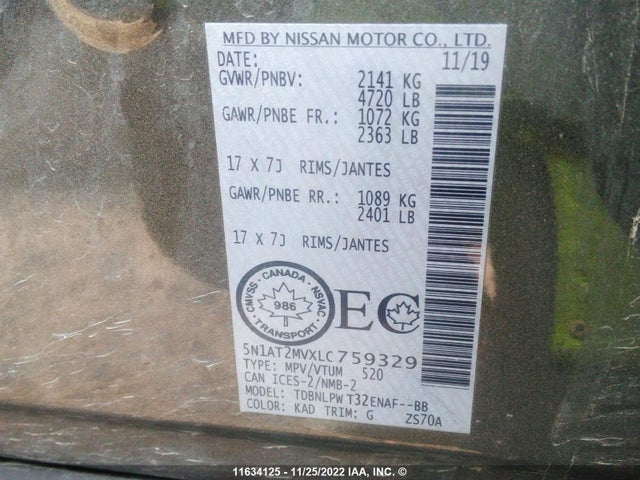 MFD BY NISSAN MOTOR CO., LTD.
DATE: 11/19
GVWR/PNBV: 2141 KG
4720 LB
GAWR/PNBE FR.: 1072 KG
2363 LB
17 X 7J RIMS/JANTES
GAWR/PNBE RR.: 1089 KG
2401 LB
17 X 7J RIMS/JANTES
CANADA
CMVSS 986 NSVAC
TRANSPORT
EC
5N1AT2MVXLC759329
TYPE: MPV/VTUM 520
CAN ICES-2/NMB-2
MODEL: TDBNLPW T32ENAF--BB
COLOR: KAD TRIM: G ZS70A
11634125 - 11/25/2022 IAA, INC. ©